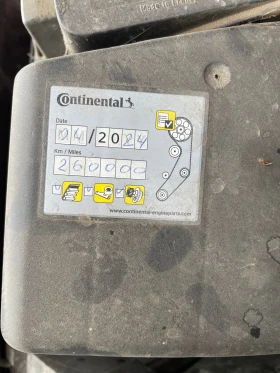 Continental
Date
04/2024
Km / Miles
260000
www.continental-engineparts.com